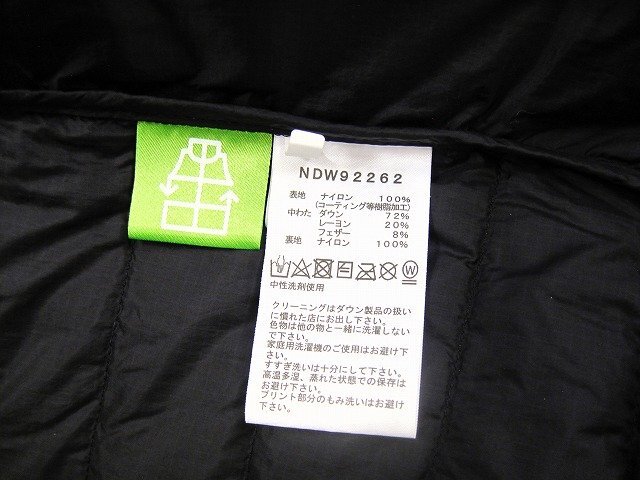 NDW92262
表地 ナイロン 100%
(コーティング等樹脂加工)
中わた ダウン 72%
レーヨン 20%
フェザー 8%
裏地 ナイロン 100%
W
中性洗剤使用
クリーニングはダウン製品の扱い
に慣れた店にお出し下さい。
色物は他の物と一緒に洗濯しない
で下さい。
家庭用洗濯機のご使用はお避け下
さい。
すすぎ洗いは十分にして下さい。
高温多湿、蒸れた状態での保存は
お避け下さい。
プリント部分のもみ洗いはお避け
下さい。